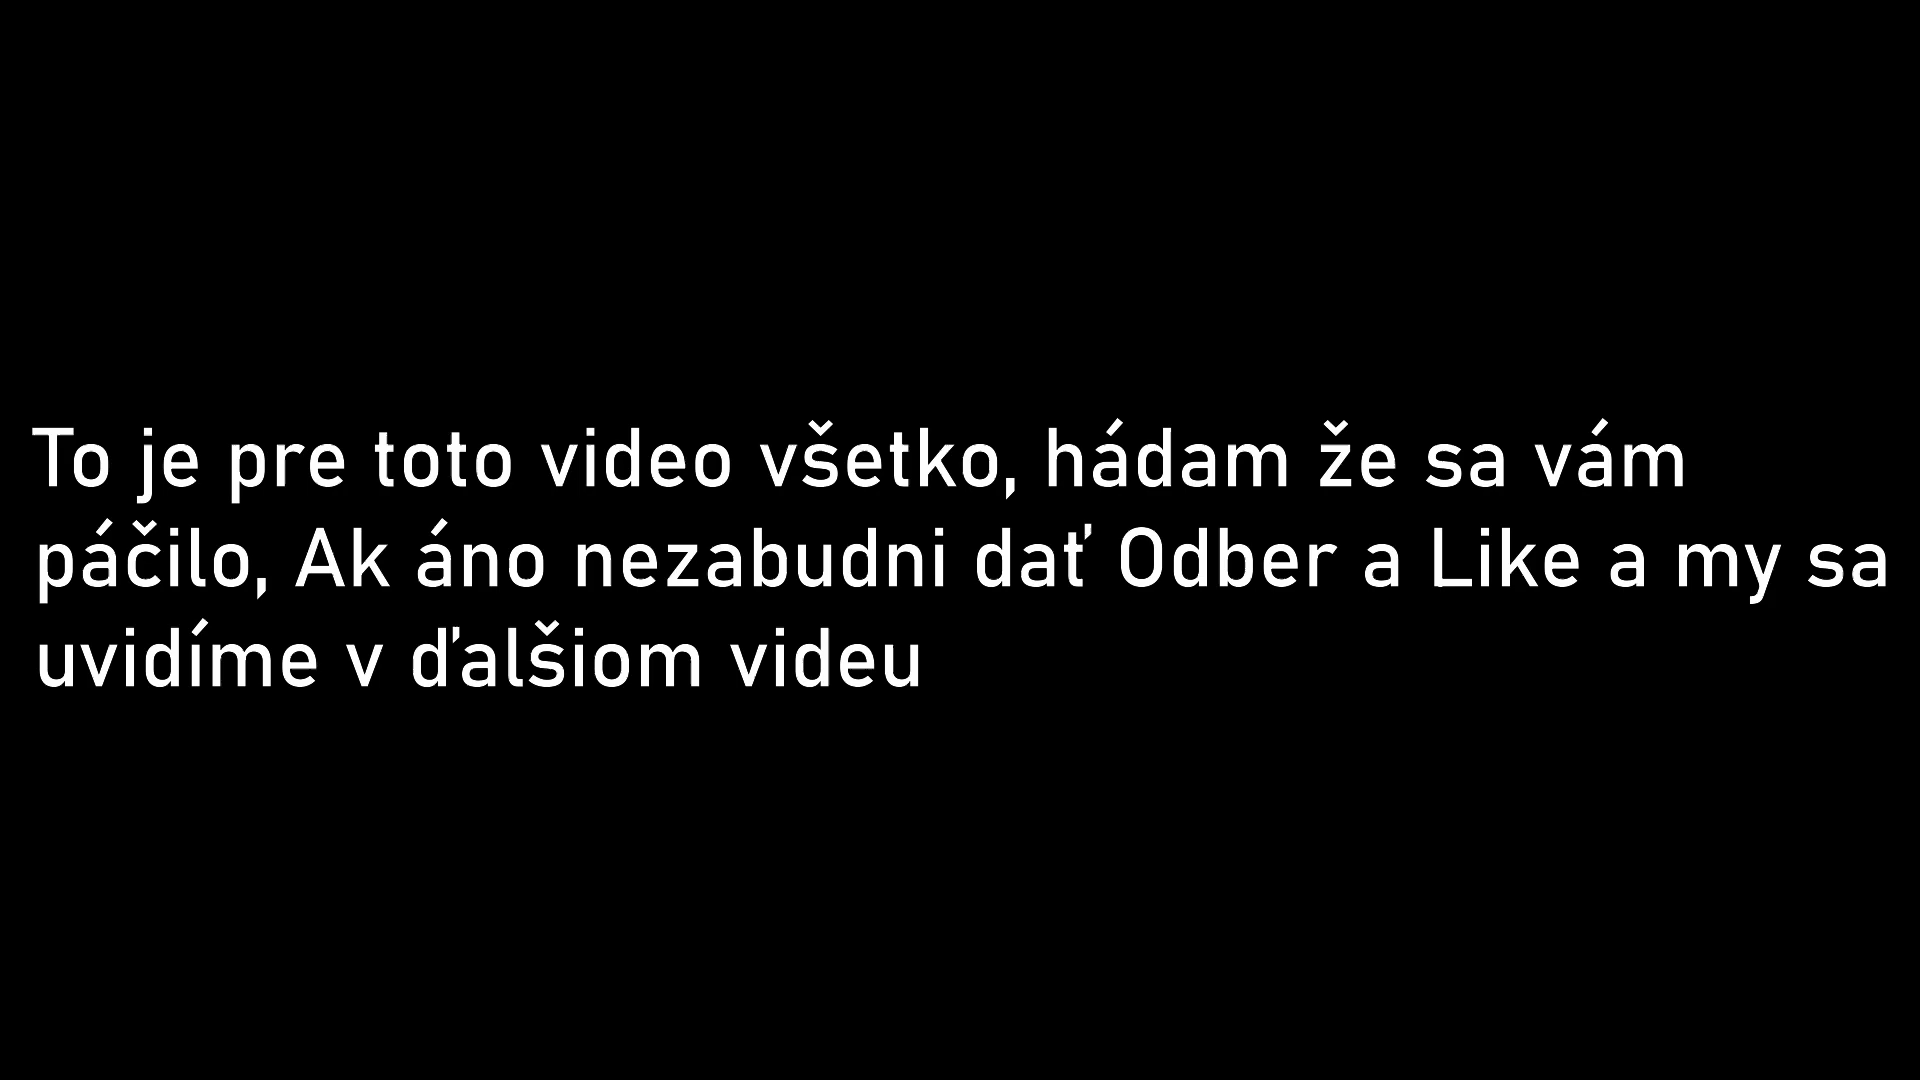 To je pre toto video všetko, hádam že sa vám
páčilo, Ak áno nezabudni dať Odber a Like a my sa
uvidíme v ďalšiom videu